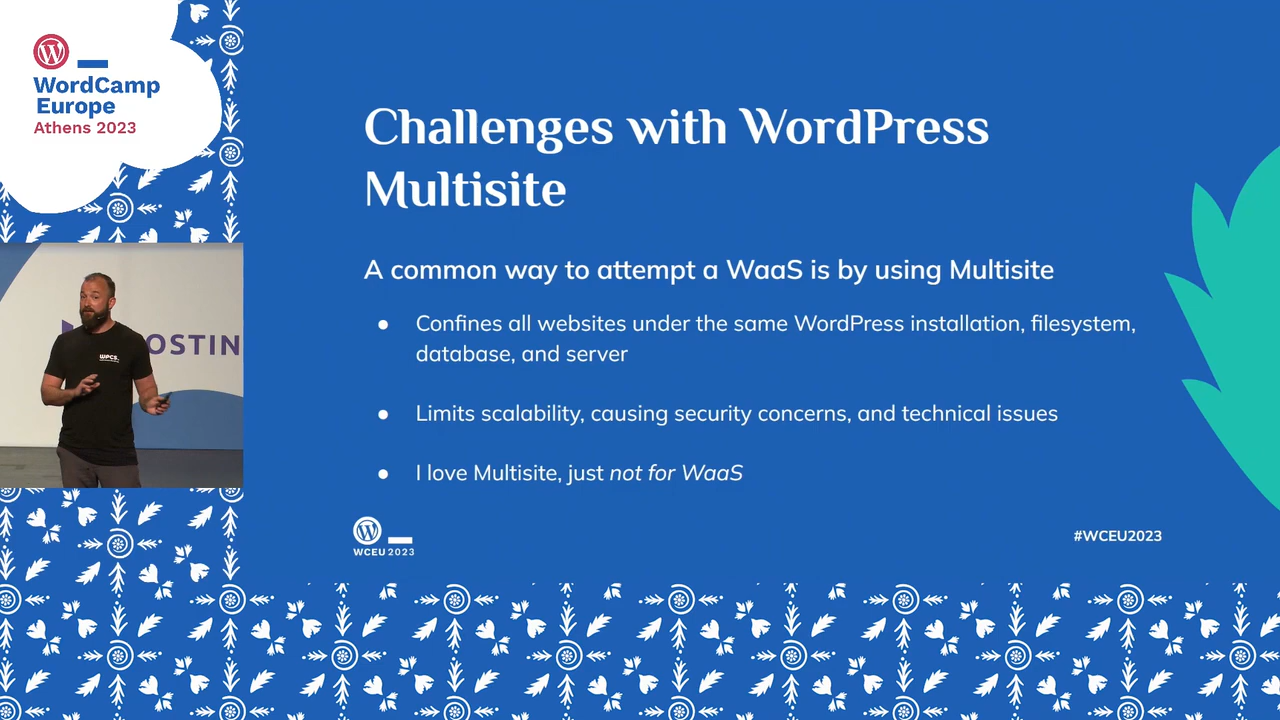 WordCamp
Europe
Athens 2023
Challenges with WordPress
Multisite
A common way to attempt a WaaS is by using Multisite
● Confines all websites under the same WordPress installation, filesystem,
database, and server
● Limits scalability, causing security concerns, and technical issues
● I love Multisite, just not for WaaS
OSTIN
WPCS.
WCEU 2023
#WCEU2023